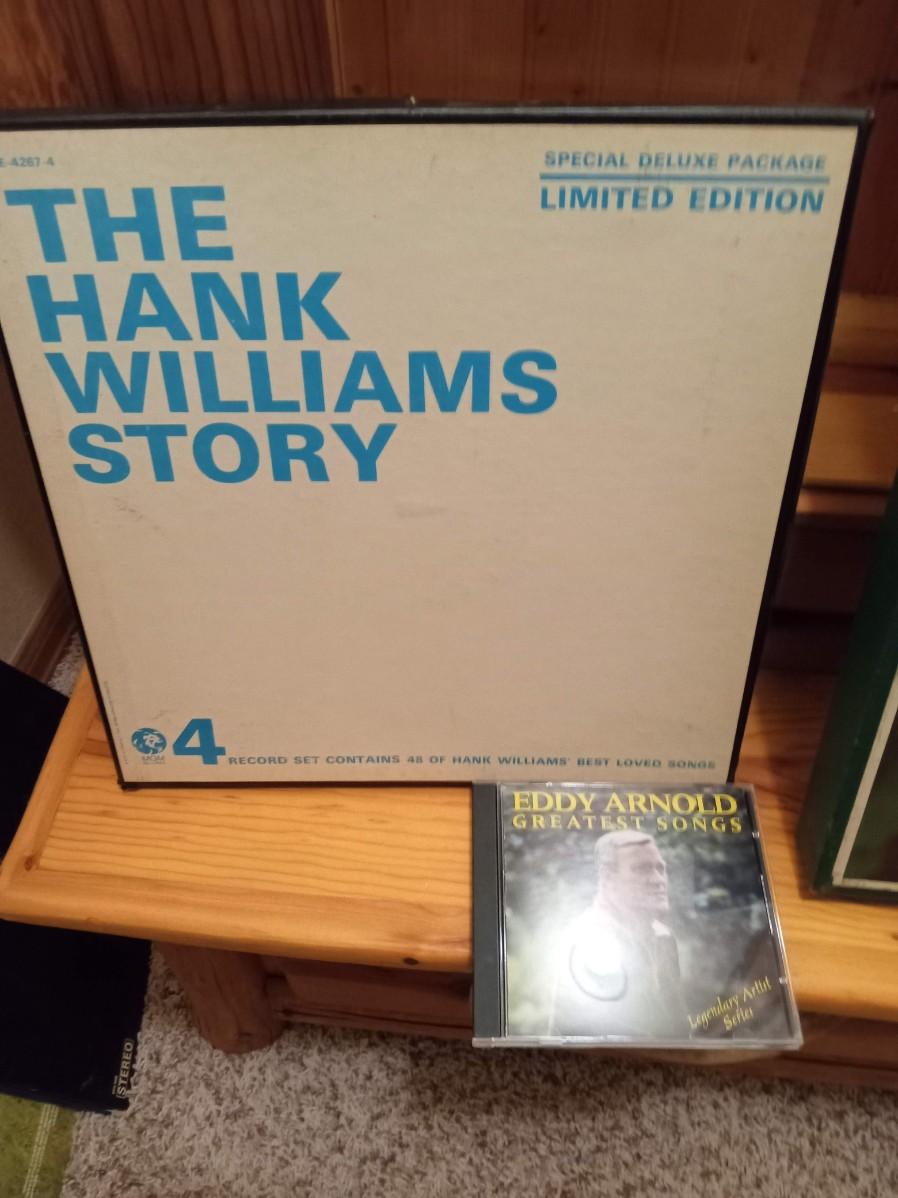 E-4267-4
SPECIAL DELUXE PACKAGE
LIMITED EDITION
THE
HANK
WILLIAMS
STORY
MGM
4 RECORD SET CONTAINS 48 OF HANK WILLIAMS' BEST LOVED SONGS
EDDY ARNOLD
GREATEST SONGS
Legendary Artist
Series
STEREO